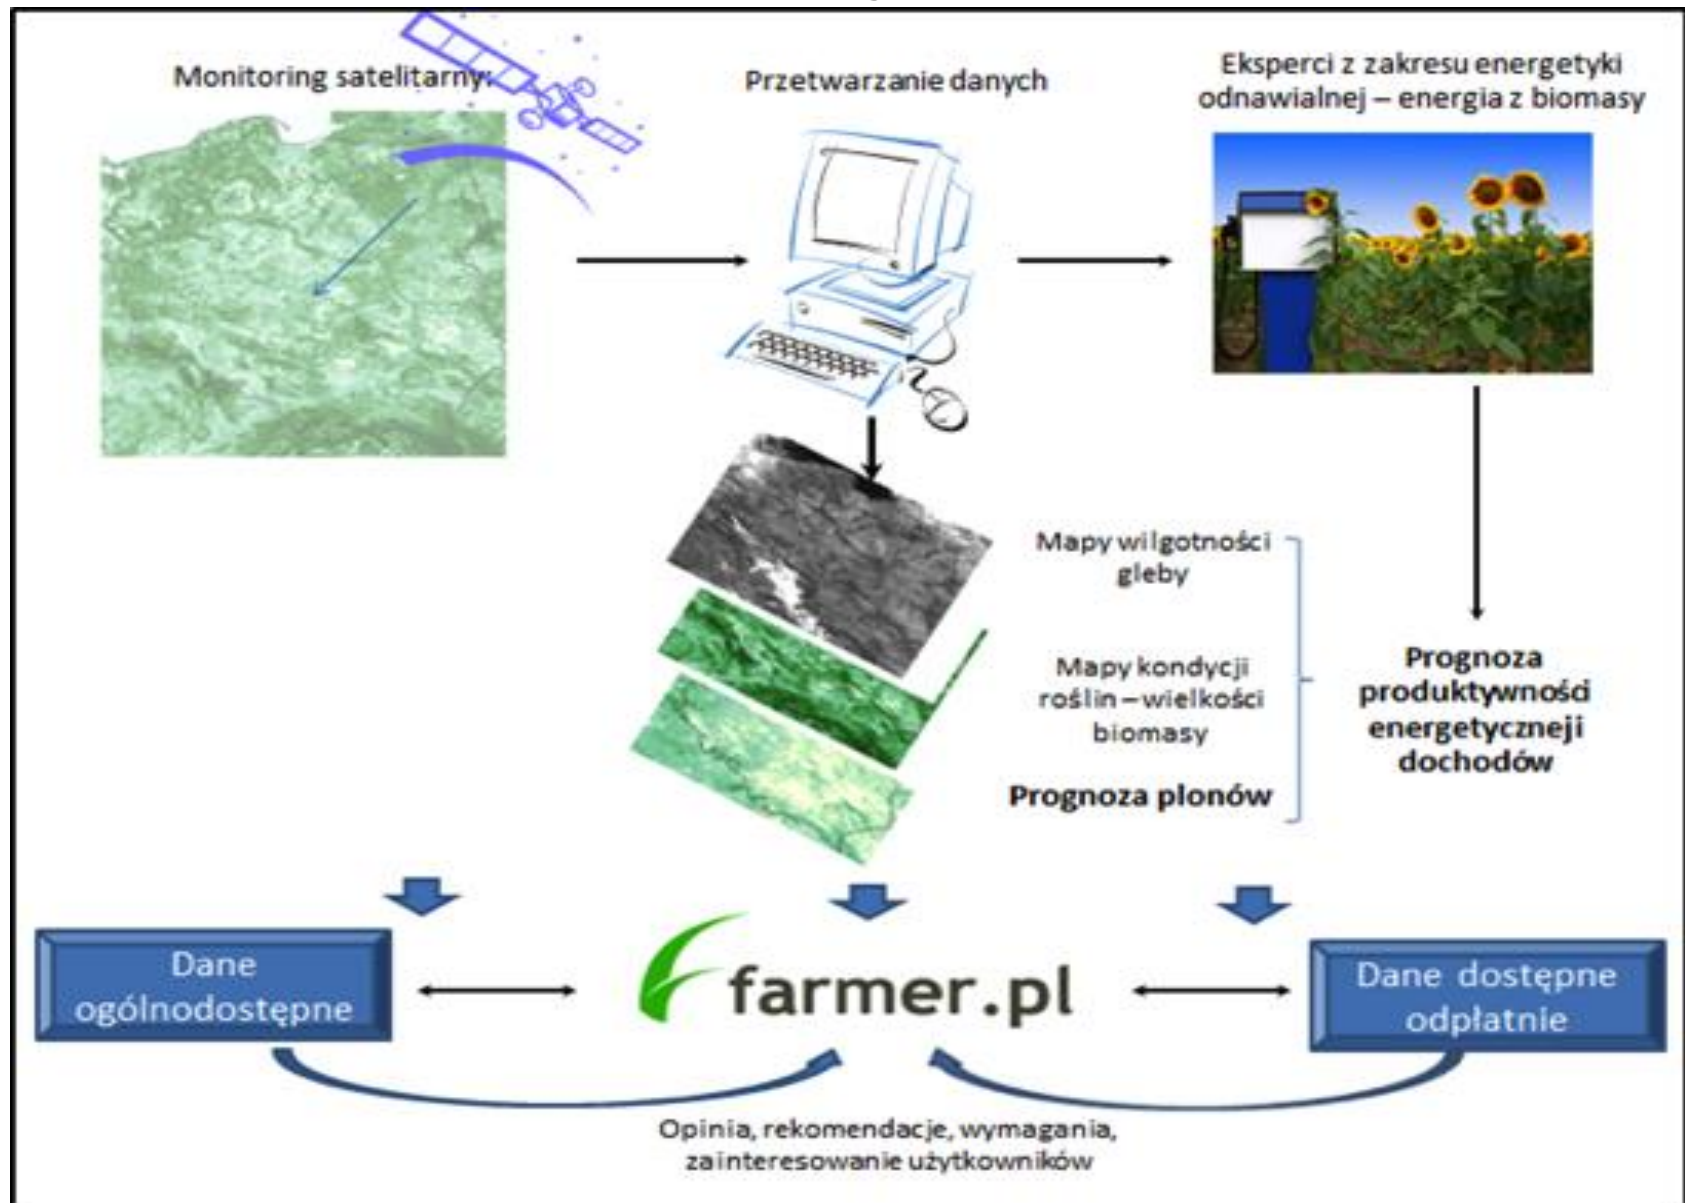 Monitoring satelitarny:
Przetwarzanie danych
Eksperci z zakresu energetyki
odnawialnej – energia z biomasy
Mapy wilgotności
gleby
Mapy kondycji
roślin – wielkości
biomasy
Prognoza plonów
Prognoza
produktywności
energetyczneji
dochodów
Dane
ogólnodostępne
farmer.pl
Dane dostępne
odpłatnie
Opinia, rekomendacje, wymagania,
zainteresowanie użytkowników